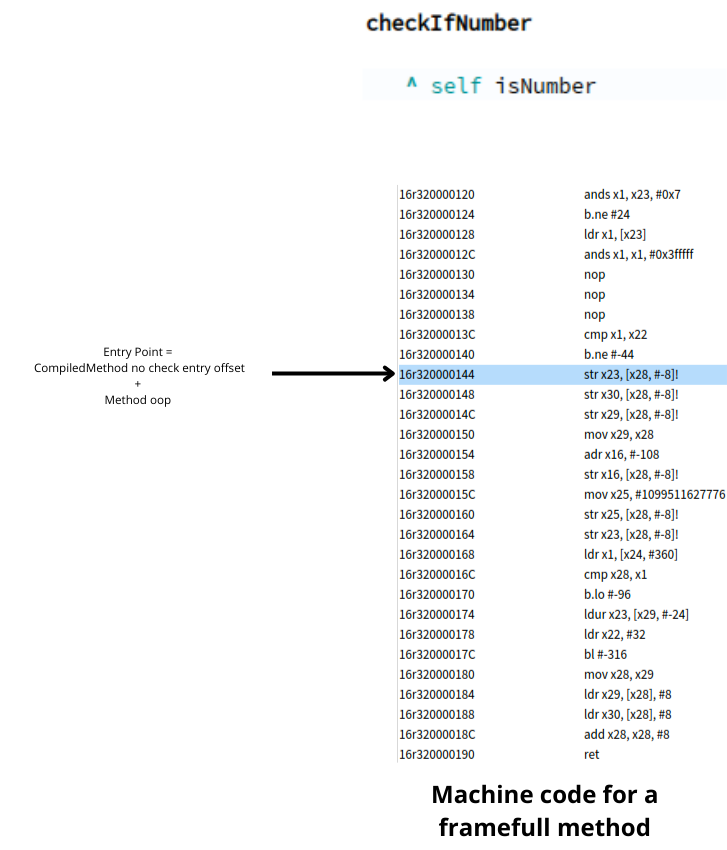 checkIfNumber
^ self isNumber
16r320000120 ands x1, x23, #0x7
16r320000124 b.ne #24
16r320000128 ldr x1, [x23]
16r32000012C ands x1, x1, #0x3fffff
16r320000130 nop
16r320000134 nop
16r320000138 nop
16r32000013C cmp x1, x22
16r320000140 b.ne #-44
Entry Point =
CompiledMethod no check entry offset
+
Method oop
16r320000144 str x23, [x28, #-8]!
16r320000148 str x30, [x28, #-8]!
16r32000014C str x29, [x28, #-8]!
16r320000150 mov x29, x28
16r320000154 adr x16, #-108
16r320000158 str x16, [x28, #-8]!
16r32000015C mov x25, #1099511627776
16r320000160 str x25, [x28, #-8]!
16r320000164 str x23, [x28, #-8]!
16r320000168 ldr x1, [x24, #360]
16r32000016C cmp x28, x1
16r320000170 b.lo #-96
16r320000174 ldur x23, [x29, #-24]
16r320000178 ldr x22, #32
16r32000017C bl #-316
16r320000180 mov x28, x29
16r320000184 ldr x29, [x28], #8
16r320000188 ldr x30, [x28], #8
16r32000018C add x28, x28, #8
16r320000190 ret
Machine code for a
framefull method